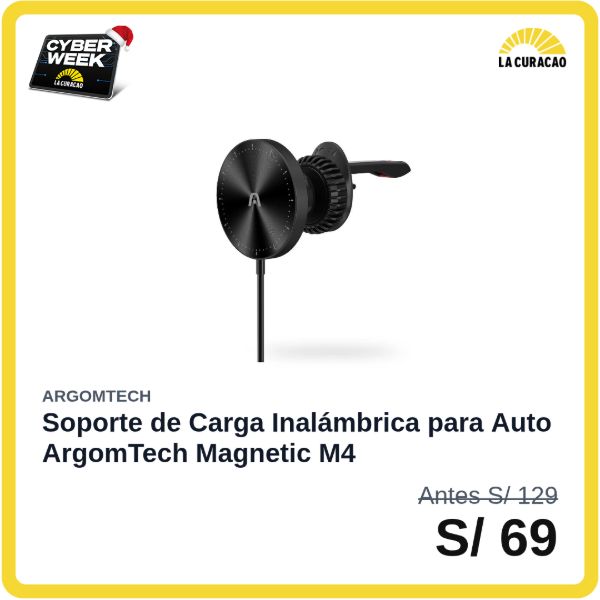 CYBER
WEEK
LA CURACAO
LA CURACAO
ARGOMTECH
Soporte de Carga Inalámbrica para Auto
ArgomTech Magnetic M4
Antes S/ 129
S/ 69